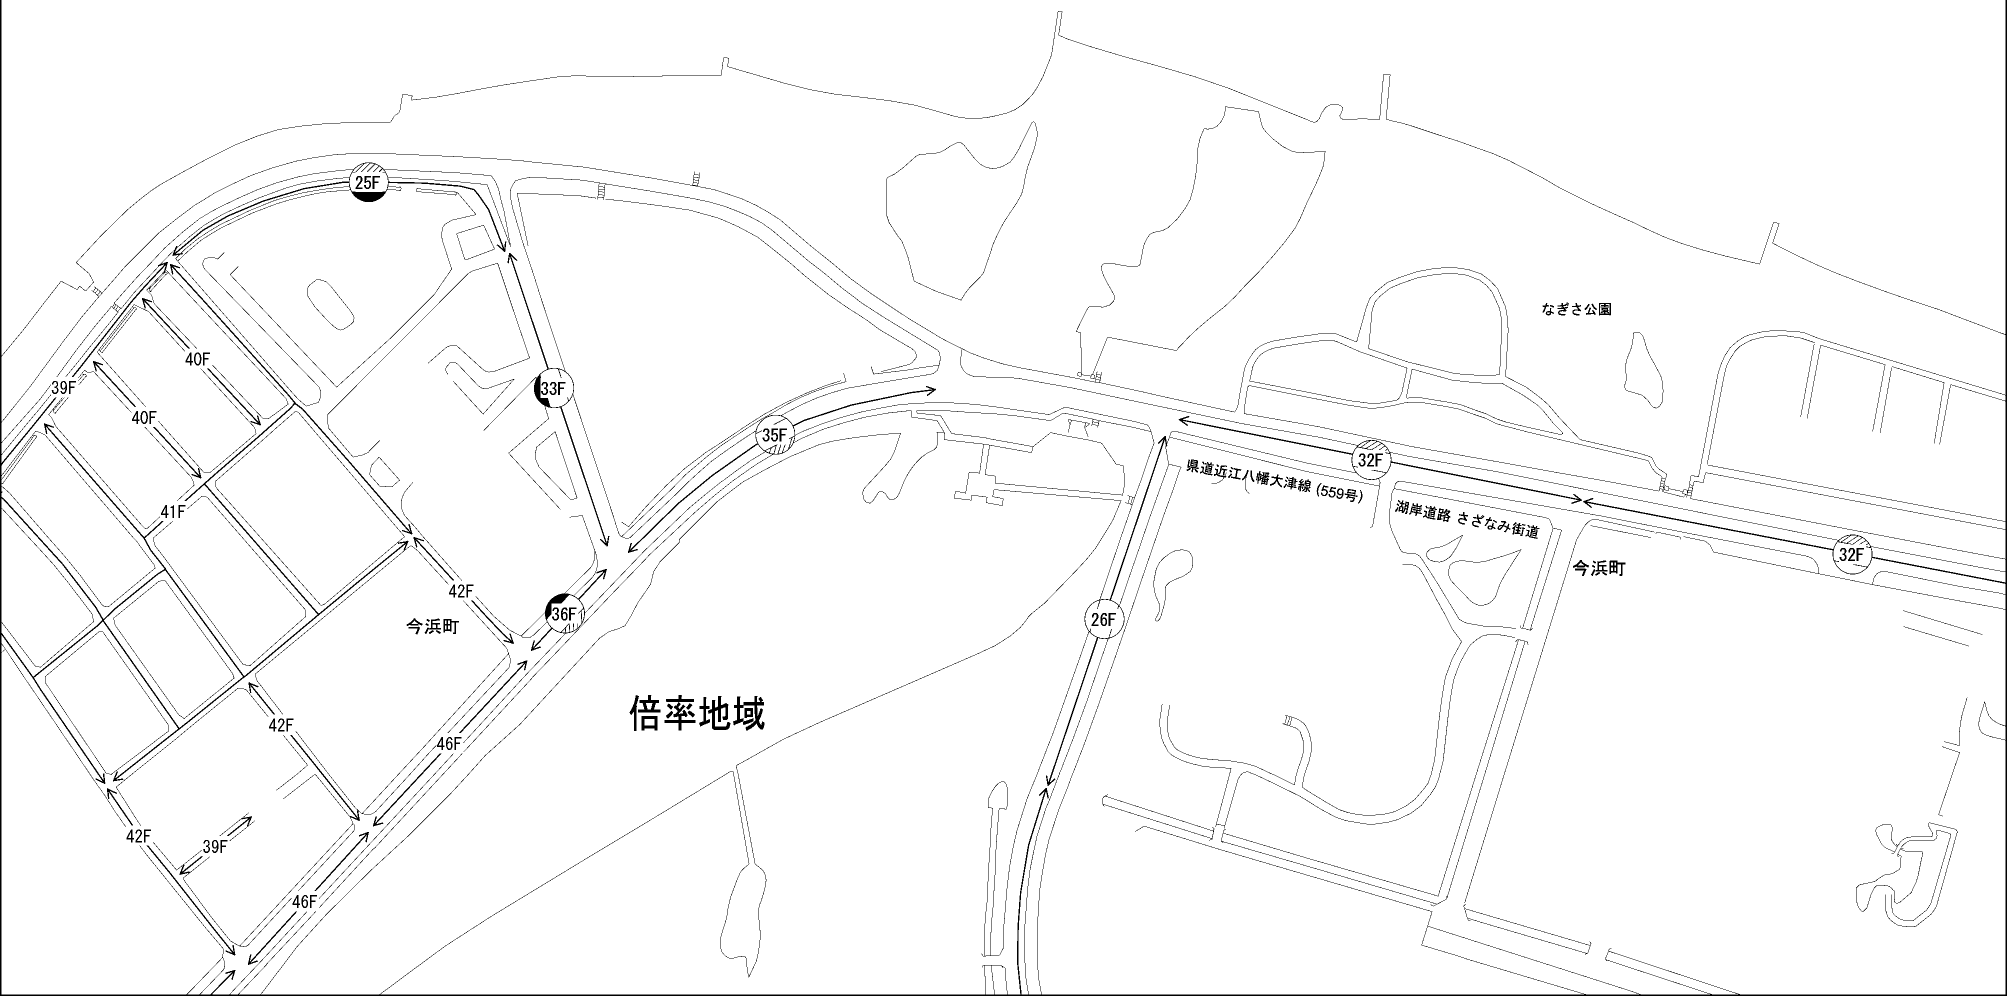 25F
なぎさ公園
40F
39F
33F
40F
35F
32F
県道近江八幡大津線 (559号)
41F
湖岸道路 さざなみ街道
32F
今浜町
42F
36F
26F
今浜町
倍率地域
42F
46F
42F
39F
46F